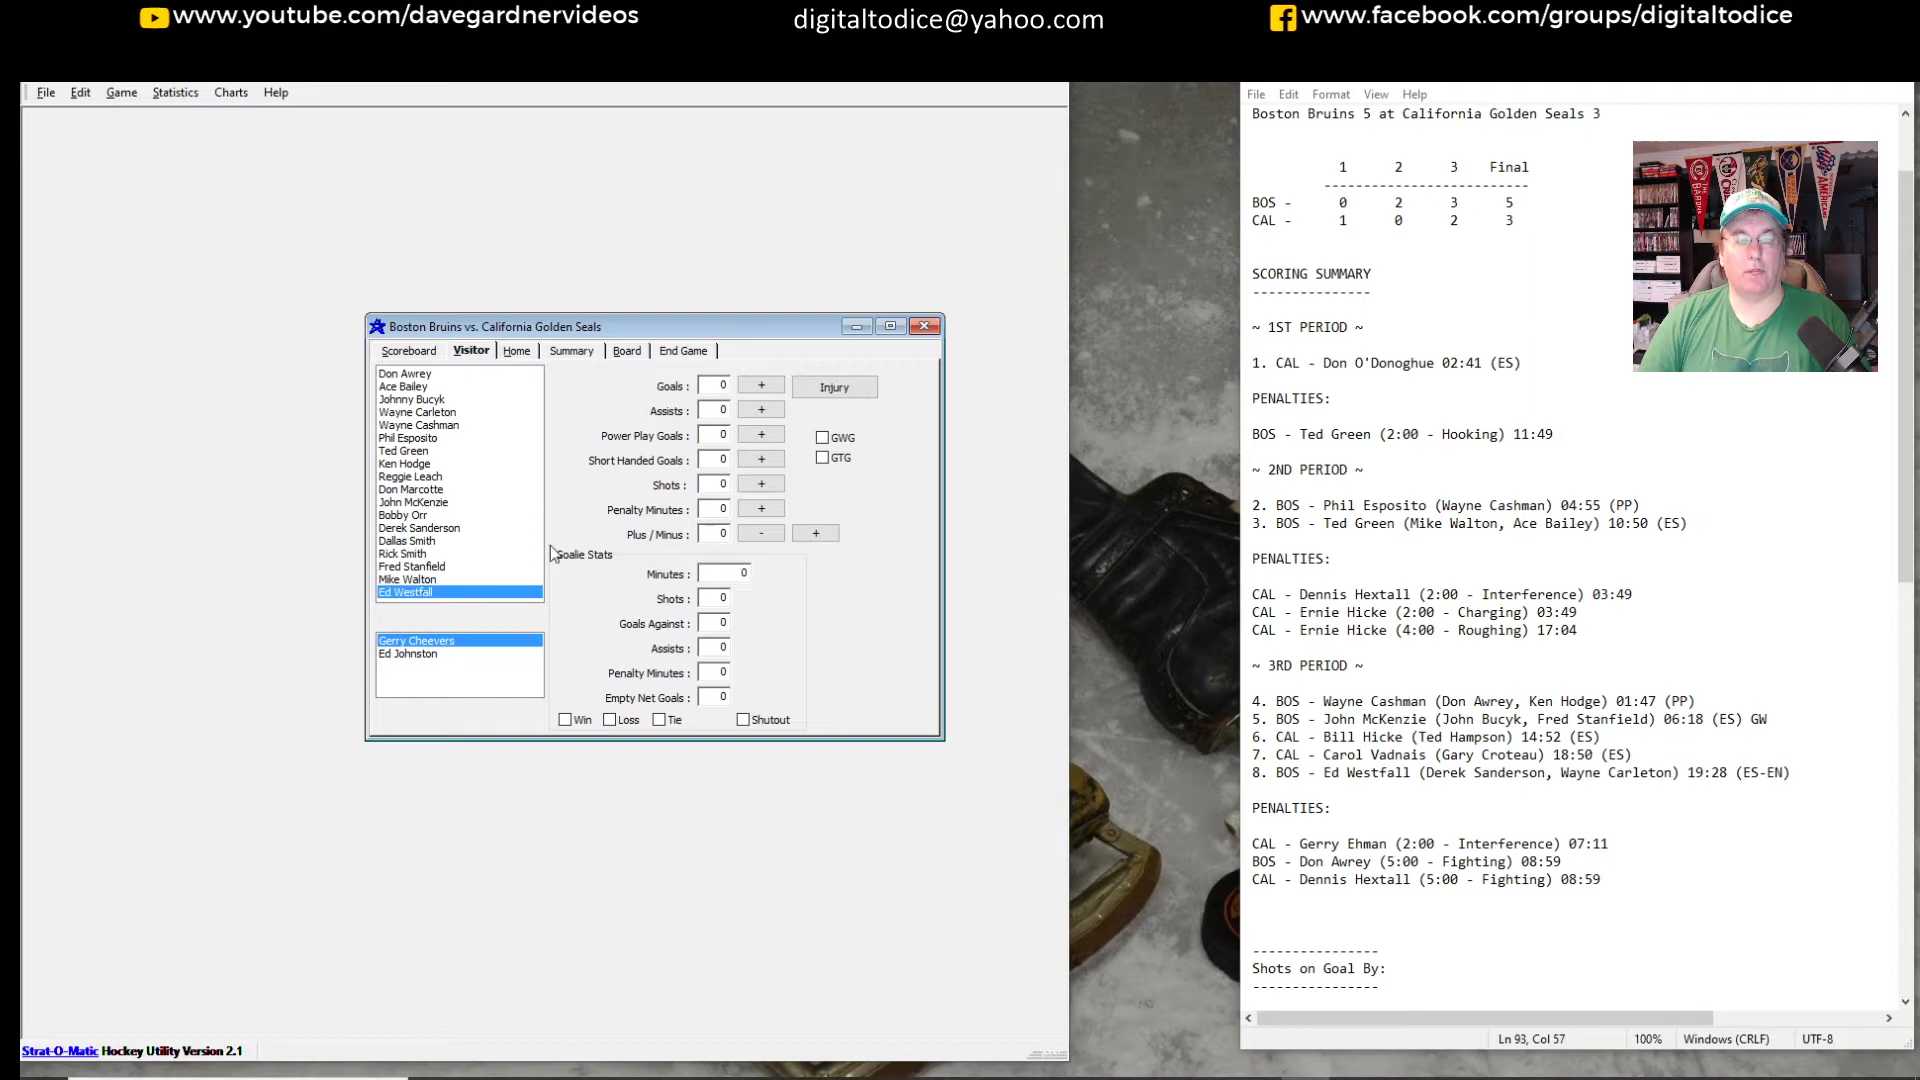 www.youtube.com/davegardnervideos
digitaltodice@yahoo.com
www.facebook.com/groups/digitaltodice
File Edit Game Statistics Charts Help
Boston Bruins vs. California Golden Seals
Scoreboard Visitor Home Summary Board End Game
Don Awrey
Ace Bailey
Johnny Bucyk
Wayne Carleton
Wayne Cashman
Phil Esposito
Ted Green
Ken Hodge
Reggie Leach
Don Marcotte
John McKenzie
Bobby Orr
Derek Sanderson
Dallas Smith
Rick Smith
Fred Stanfield
Mike Walton
Ed Westfall
Gerry Cheevers
Ed Johnston
Goals : 0 + Injury
Assists : 0 +
Power Play Goals : 0 + GWG
Short Handed Goals : 0 + GTG
Shots : 0 +
Penalty Minutes : 0 +
Plus / Minus : 0 - +
Goalie Stats
Minutes : 0
Shots : 0
Goals Against : 0
Assists : 0
Penalty Minutes : 0
Empty Net Goals : 0
Win Loss Tie Shutout
Strat-O-Matic Hockey Utility Version 2.1
File Edit Format View Help
Boston Bruins 5 at California Golden Seals 3
1 2 3 Final
-----------------------
BOS - 0 2 3 5
CAL - 1 0 2 3
SCORING SUMMARY
---------------
~ 1ST PERIOD ~
1. CAL - Don O'Donoghue 02:41 (ES)
PENALTIES:
BOS - Ted Green (2:00 - Hooking) 11:49
~ 2ND PERIOD ~
2. BOS - Phil Esposito (Wayne Cashman) 04:55 (PP)
3. BOS - Ted Green (Mike Walton, Ace Bailey) 10:50 (ES)
PENALTIES:
CAL - Dennis Hextall (2:00 - Interference) 03:49
CAL - Ernie Hicke (2:00 - Charging) 03:49
CAL - Ernie Hicke (4:00 - Roughing) 17:04
~ 3RD PERIOD ~
4. BOS - Wayne Cashman (Don Awrey, Ken Hodge) 01:47 (PP)
5. BOS - John McKenzie (John Bucyk, Fred Stanfield) 06:18 (ES) GW
6. CAL - Bill Hicke (Ted Hampson) 14:52 (ES)
7. CAL - Carol Vadnais (Gary Croteau) 18:50 (ES)
8. BOS - Ed Westfall (Derek Sanderson, Wayne Carleton) 19:28 (ES-EN)
PENALTIES:
CAL - Gerry Ehman (2:00 - Interference) 07:11
BOS - Don Awrey (5:00 - Fighting) 08:59
CAL - Dennis Hextall (5:00 - Fighting) 08:59
----------------
Shots on Goal By:
----------------
Ln 93, Col 57 100% Windows (CRLF) UTF-8